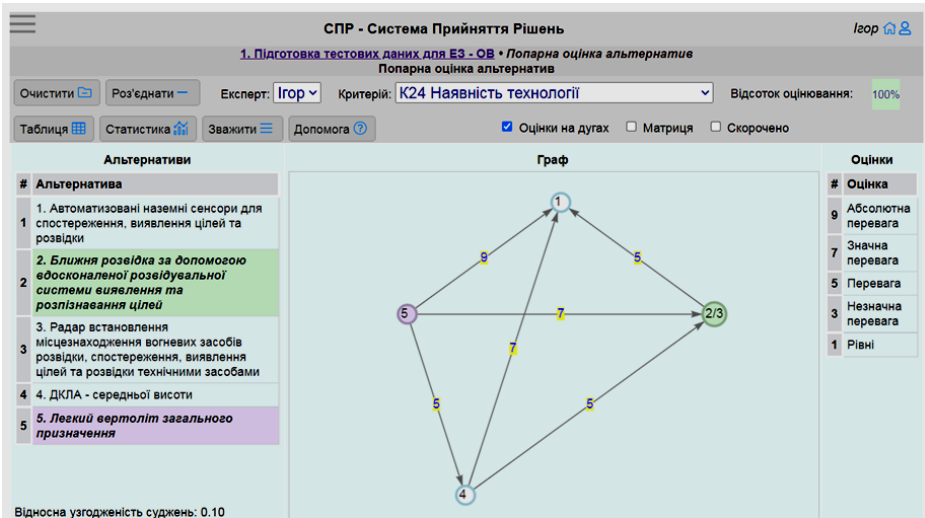 СПР - Система Прийняття Рішень
Ігор
1. Підготовка тестових даних для ЕЗ - ОВ • Попарна оцінка альтернатив
Попарна оцінка альтернатив
Очистити
Роз'єднати
Експерт: Ігор
Критерій: К24 Наявність технології
Відсоток оцінювання: 100%
Таблиця
Статистика
Зважити
Допомога
Оцінки на дугах
Матриця
Скорочено
Альтернативи
# Альтернатива
1 1. Автоматизовані наземні сенсори для
спостереження, виявлення цілей та
розвідки
2 2. Ближня розвідка за допомогою
вдосконаленої розвідувальної
системи виявлення та
розпізнавання цілей
3 3. Радар встановлення
місцезнаходження вогневих засобів
розвідки, спостереження, виявлення
цілей та розвідки технічними засобами
4 4. ДКЛА - середньої висоти
5 5. Легкий вертоліт загального
призначення
Відносна узгодженість суджень: 0.10
Граф
1
9
5
5
7
2/3
7
5
5
4
Оцінки
# Оцінка
9 Абсолютна
перевага
7 Значна
перевага
5 Перевага
3 Незначна
перевага
1 Рівні